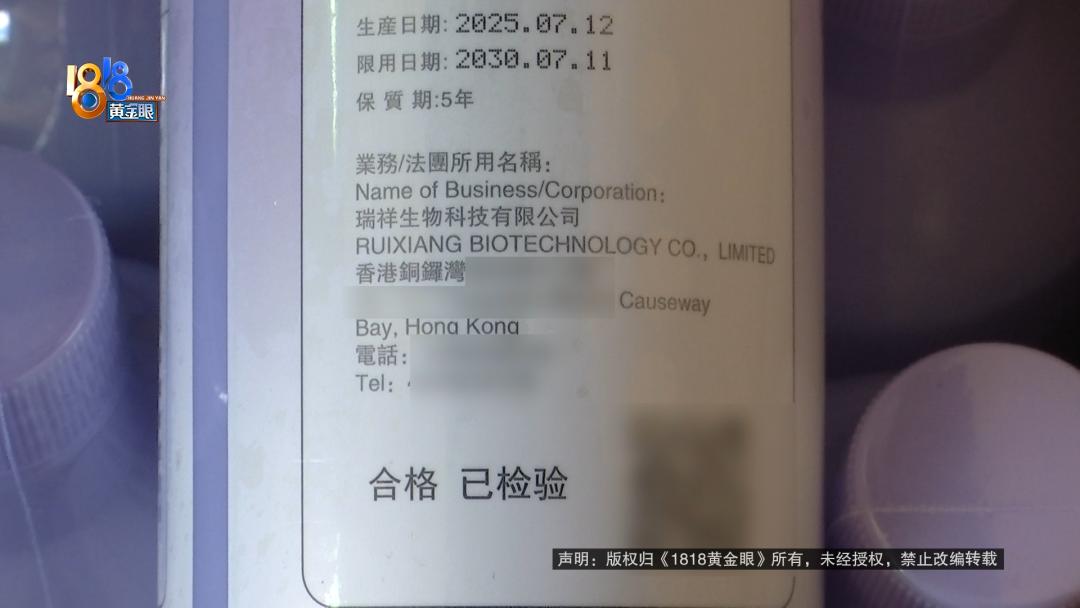 生産日期: 2025.07.12
限用日期: 2030.07.11
保質期:5年
業務/法團所用名稱:
Name of Business/Corporation:
瑞祥生物科技有限公司
RUIXIANG BIOTECHNOLOGY CO., LIMITED
香港銅鑼灣
Causeway
Bay, Hong Kong
電話:
Tel:
合格 已检验
1818
HUANG JIN YAN
黄金眼
声明：版权归《1818黄金眼》所有，未经授权，禁止改编转载